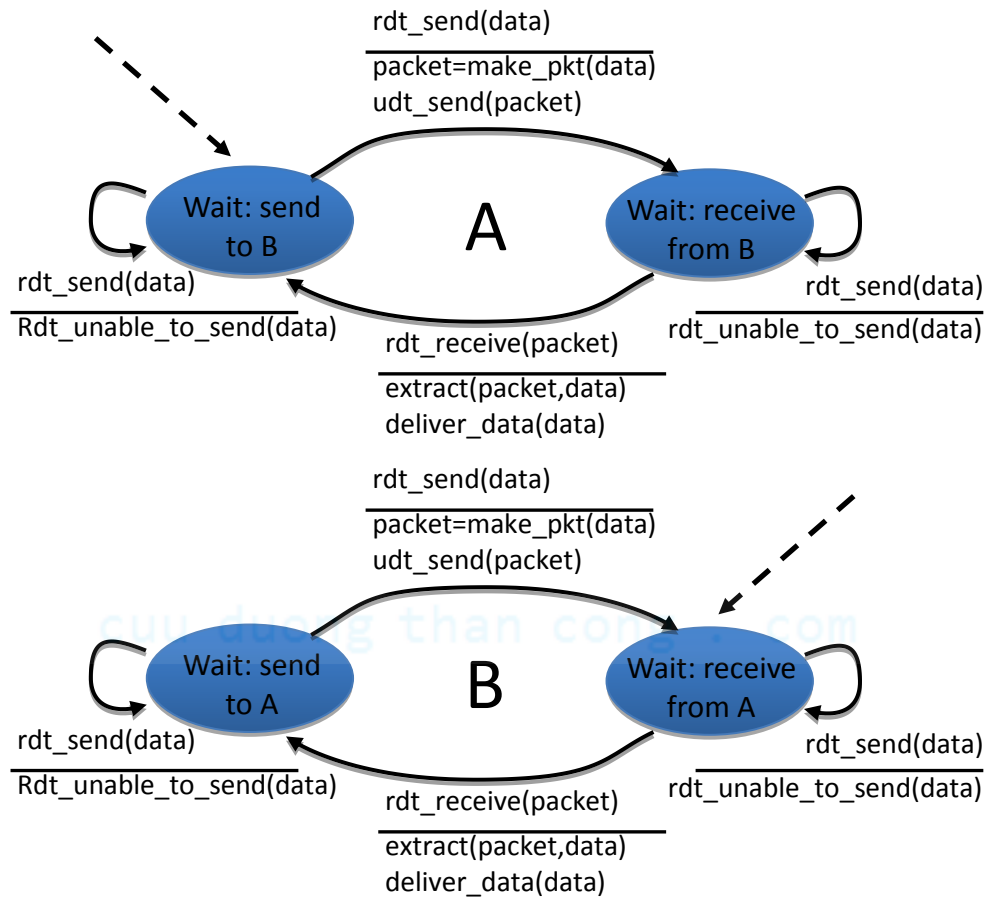 rdt_send(data)
packet=make_pkt(data)
udt_send(packet)
Wait: send
to B
A
Wait: receive
from B
rdt_send(data)
Rdt_unable_to_send(data)
rdt_send(data)
rdt_unable_to_send(data)
rdt_receive(packet)
extract(packet,data)
deliver_data(data)
rdt_send(data)
packet=make_pkt(data)
udt_send(packet)
cuu duong than cong . com
Wait: send
to A
B
Wait: receive
from A
rdt_send(data)
Rdt_unable_to_send(data)
rdt_send(data)
rdt_unable_to_send(data)
rdt_receive(packet)
extract(packet,data)
deliver_data(data)